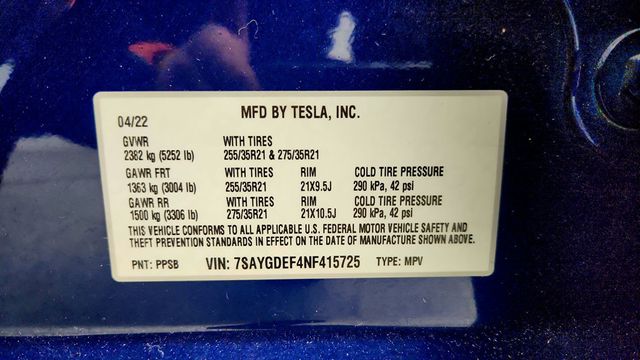 MFD BY TESLA, INC.
04/22
GVWR WITH TIRES
2382 kg (5252 lb) 255/35R21 & 275/35R21
GAWR FRT WITH TIRES RIM COLD TIRE PRESSURE
1363 kg (3004 lb) 255/35R21 21X9.5J 290 kPa, 42 psi
GAWR RR WITH TIRES RIM COLD TIRE PRESSURE
1500 kg (3306 lb) 275/35R21 21X10.5J 290 kPa, 42 psi
THIS VEHICLE CONFORMS TO ALL APPLICABLE U.S. FEDERAL MOTOR VEHICLE SAFETY AND
THEFT PREVENTION STANDARDS IN EFFECT ON THE DATE OF MANUFACTURE SHOWN ABOVE.
PNT: PPSB VIN: 7SAYGDEF4NF415725 TYPE: MPV